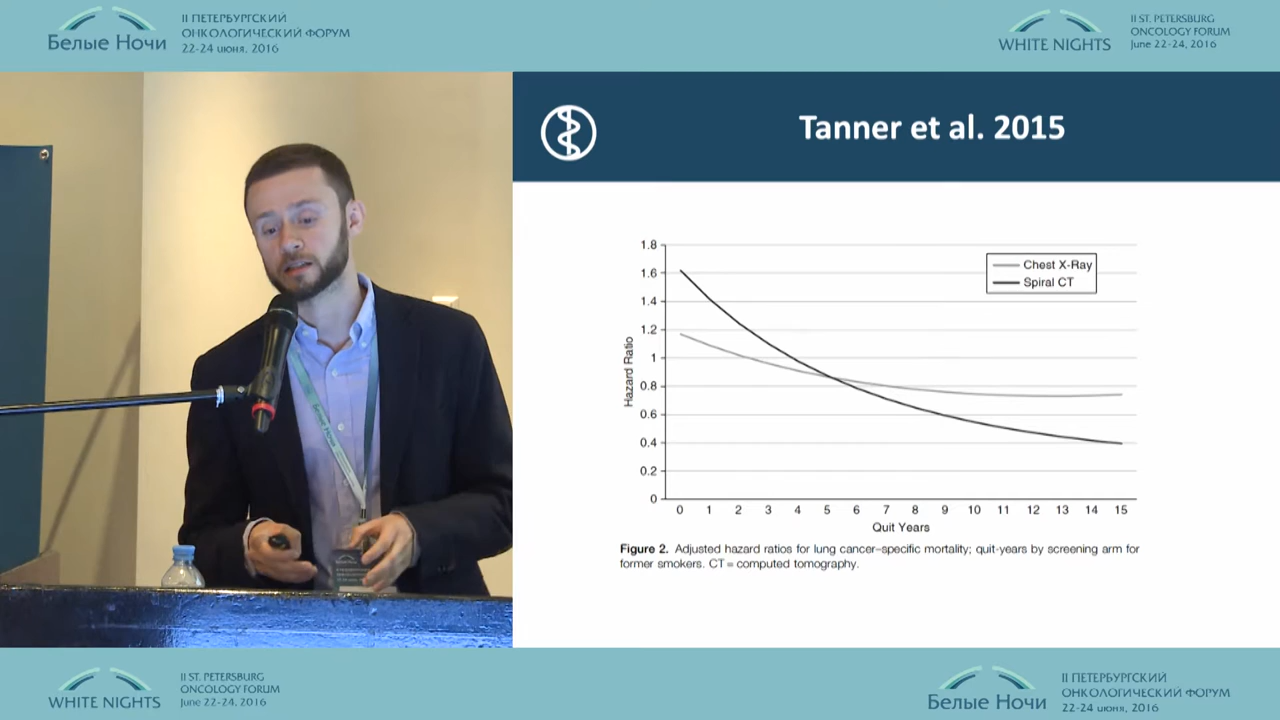 Белые Ночи
II ПЕТЕРБУРГСКИЙ
ОНКОЛОГИЧЕСКИЙ ФОРУМ
22-24 июня, 2016
WHITE NIGHTS
II ST. PETERSBURG
ONCOLOGY FORUM
June 22-24, 2016
Tanner et al. 2015
1.8
1.6
1.4
1.2
1
0.8
0.6
0.4
0.2
0
Hazard Ratio
Chest X-Ray
Spiral CT
0 1 2 3 4 5 6 7 8 9 10 11 12 13 14 15
Quit Years
Figure 2. Adjusted hazard ratios for lung cancer–specific mortality; quit-years by screening arm for
former smokers. CT = computed tomography.
Белые Ночи
WHITE NIGHTS
II ST. PETERSBURG
ONCOLOGY FORUM
June 22-24, 2016
Белые Ночи
II ПЕТЕРБУРГСКИЙ
ОНКОЛОГИЧЕСКИЙ ФОРУМ
22-24 июня, 2016